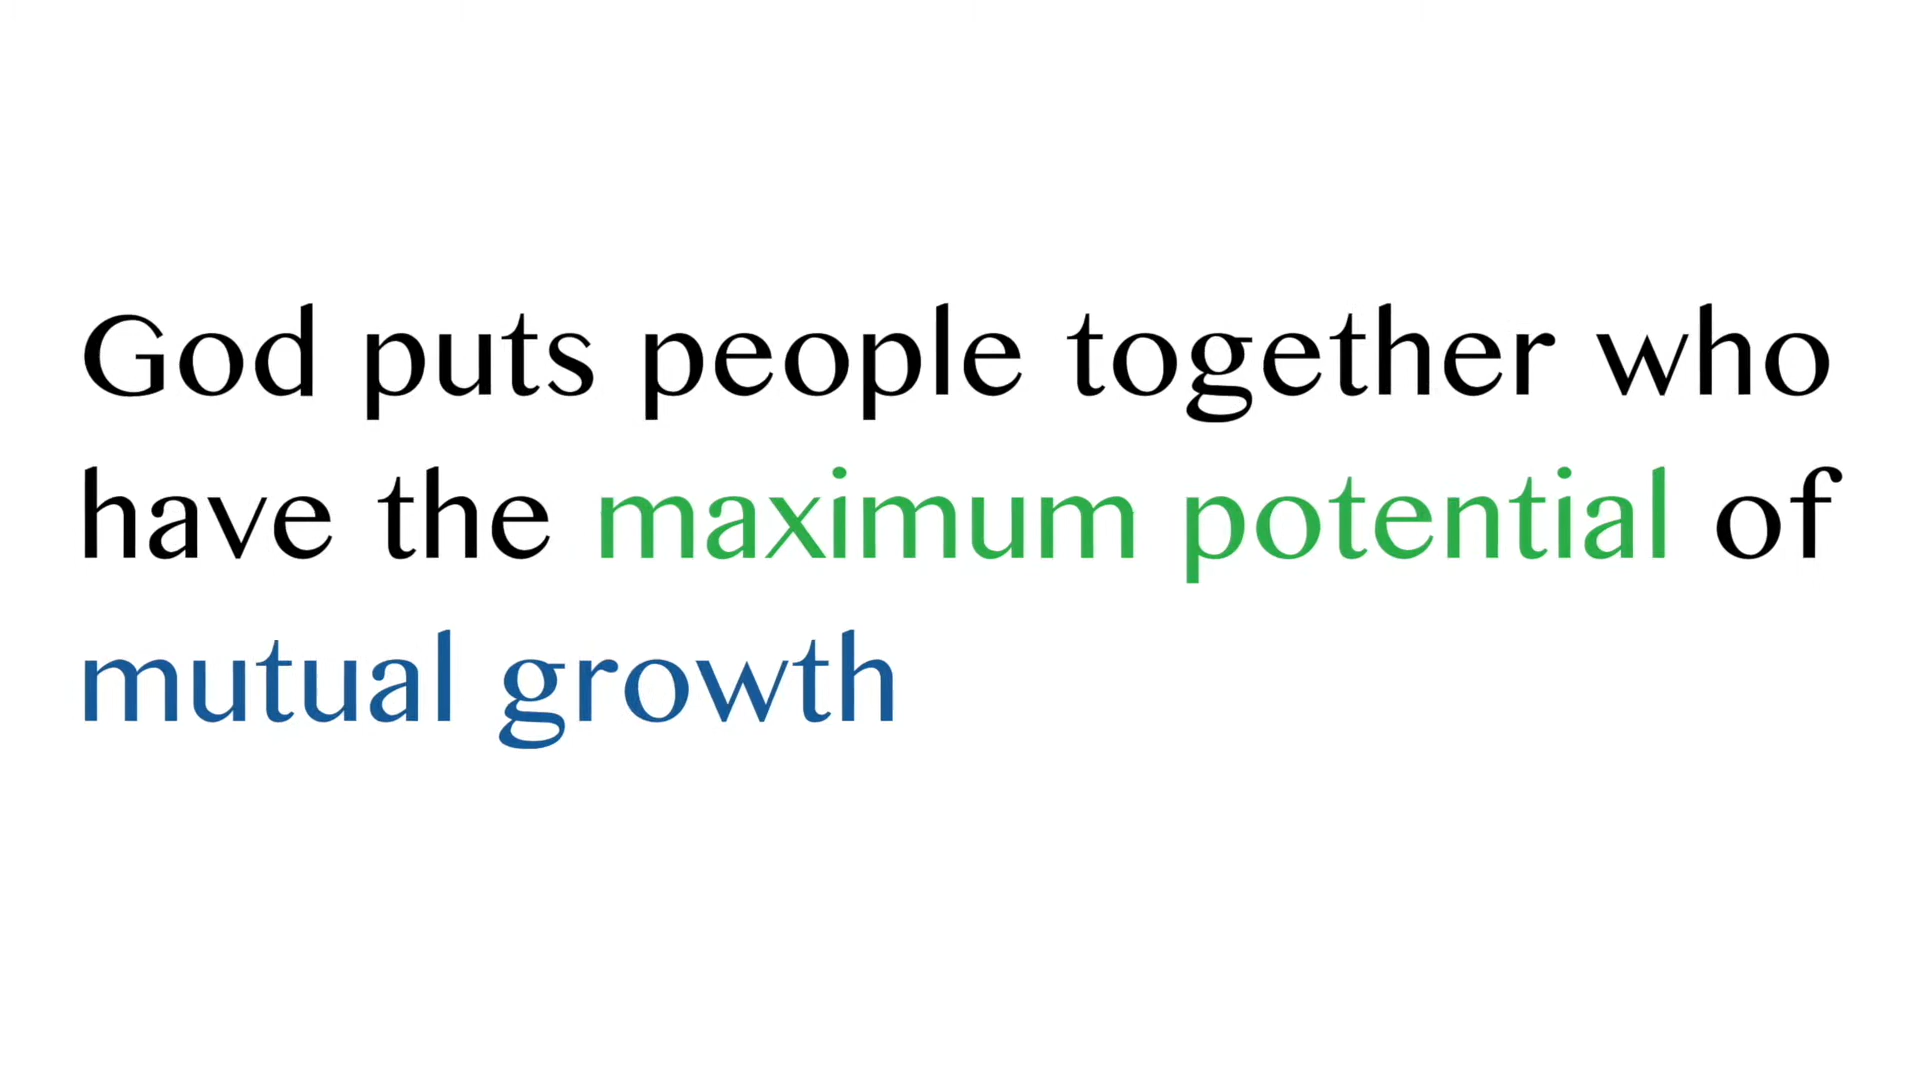 God puts people together who
have the maximum potential of
mutual growth